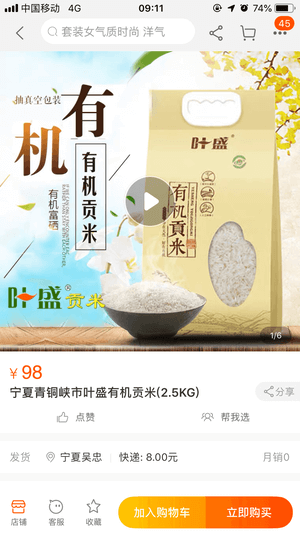 中国移动 4G 09:11 74%
套装女气质时尚 洋气
45
抽真空包装
有机
有机贡米
有机富硒
叶盛®贡米
叶盛®
有机貢米
1/6
¥98
宁夏青铜峡市叶盛有机贡米(2.5KG)
分享
点赞 帮我选
发货 宁夏吴忠 快递: 8.00元 月销0
店铺 客服 收藏 加入购物车 立即购买